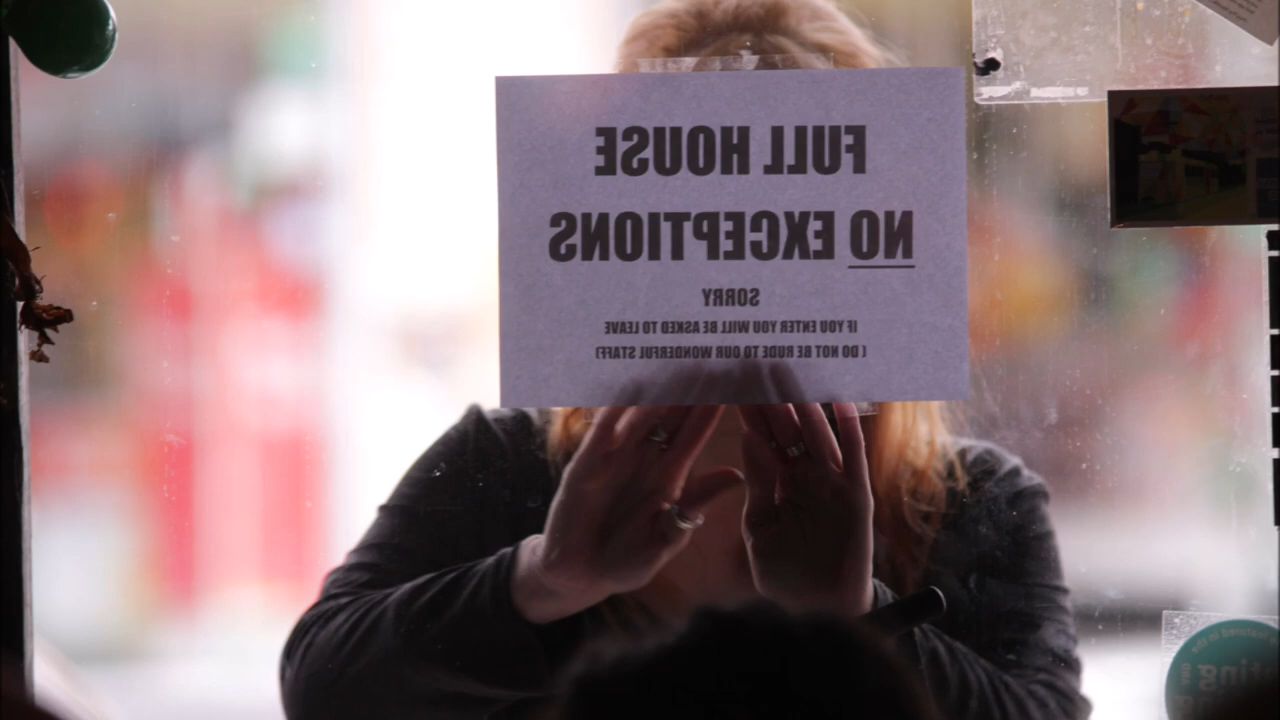 FULL HOUSE
NO EXCEPTIONS
SORRY
IF YOU ENTER YOU WILL BE ASKED TO LEAVE
( DO NOT BE RUDE TO OUR WONDERFUL STAFF)